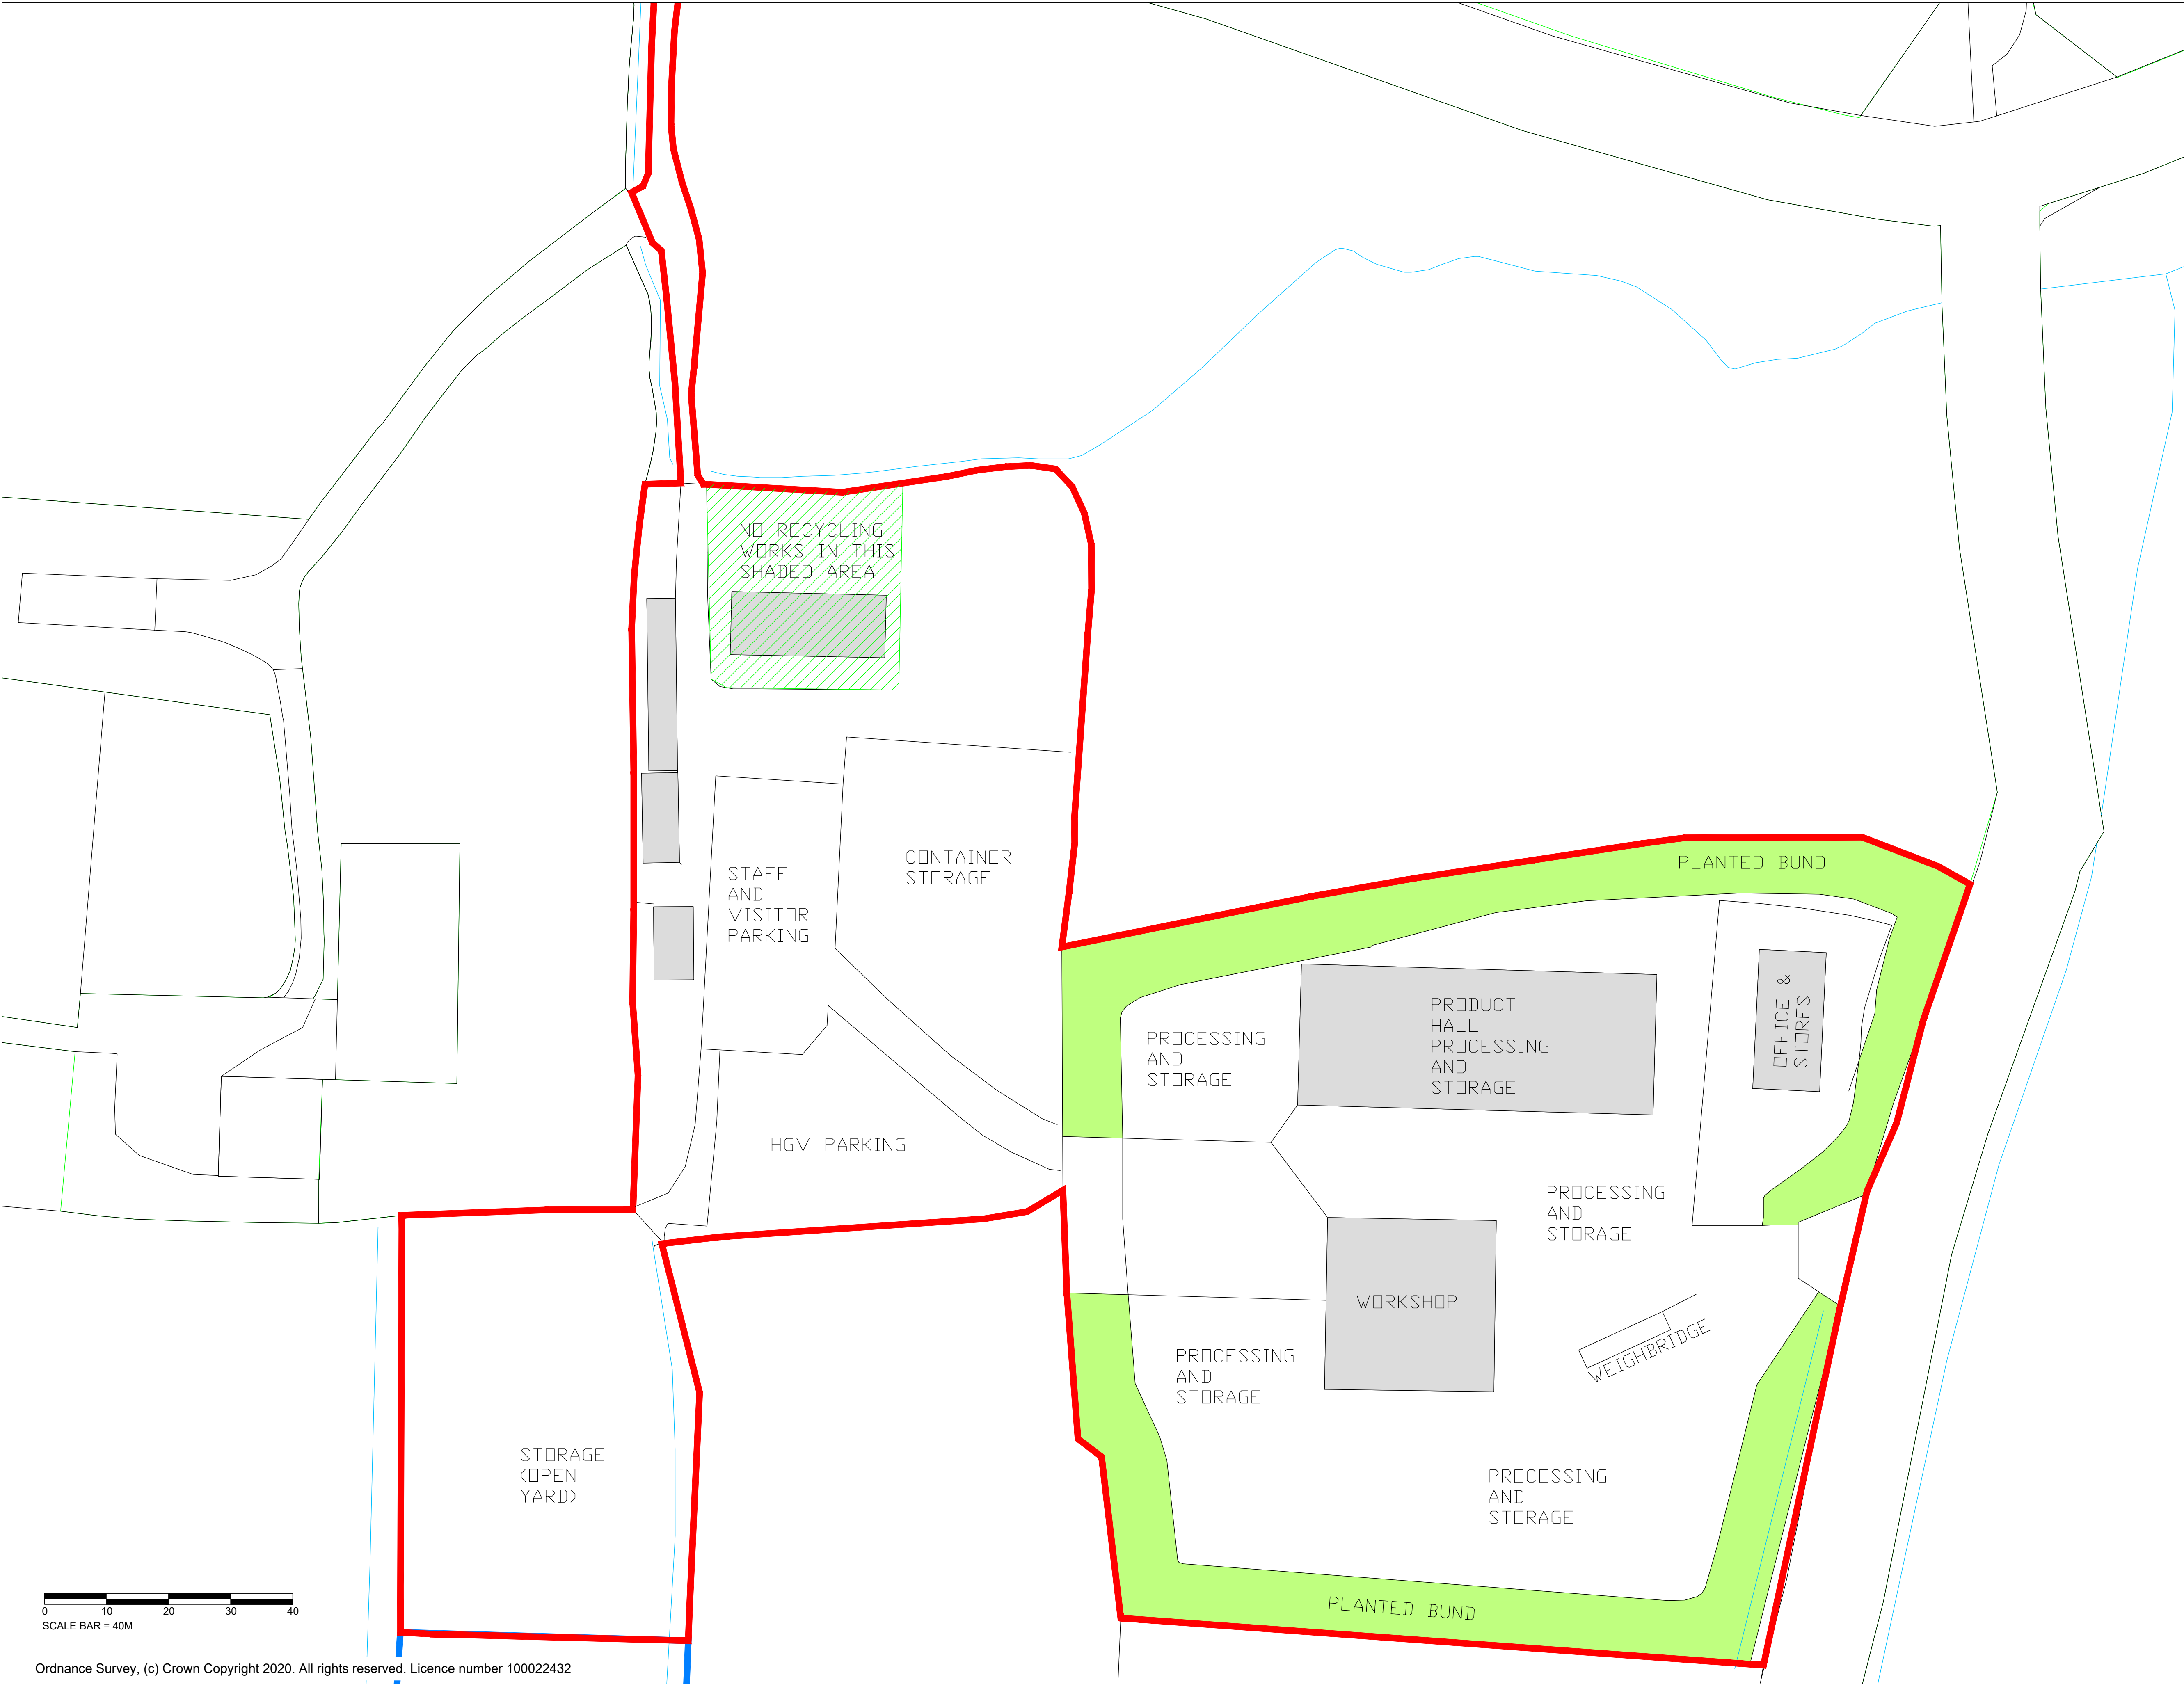 NO RECYCLING
WORKS IN THIS
SHADED AREA
STAFF
AND
VISITOR
PARKING
CONTAINER
STORAGE
HGV PARKING
PLANTED BUND
OFFICE &
STORES
PRODUCT
HALL
PROCESSING
AND
STORAGE
PROCESSING
AND
STORAGE
PROCESSING
AND
STORAGE
WORKSHOP
WEIGHBRIDGE
PROCESSING
AND
STORAGE
PROCESSING
AND
STORAGE
PLANTED BUND
STORAGE
(OPEN
YARD)
0 10 20 30 40
SCALE BAR = 40M
Ordnance Survey, (c) Crown Copyright 2020. All rights reserved. Licence number 100022432